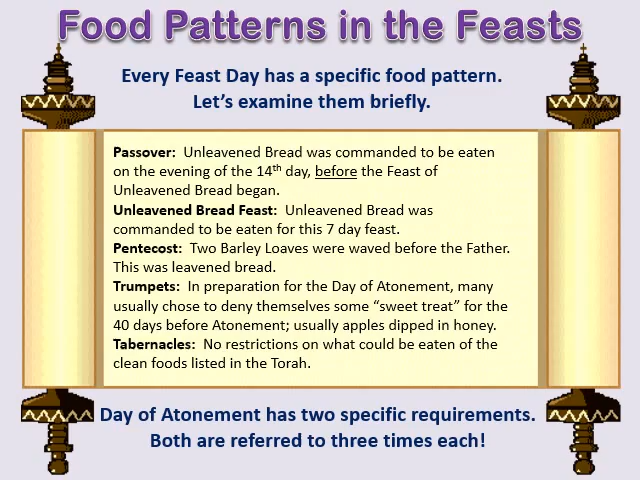 Food Patterns in the Feasts
Every Feast Day has a specific food pattern.
Let's examine them briefly.
Passover: Unleavened Bread was commanded to be eaten
on the evening of the 14th day, before the Feast of
Unleavened Bread began.
Unleavened Bread Feast: Unleavened Bread was
commanded to be eaten for this 7 day feast.
Pentecost: Two Barley Loaves were waved before the Father.
This was leavened bread.
Trumpets: In preparation for the Day of Atonement, many
usually chose to deny themselves some “sweet treat” for the
40 days before Atonement; usually apples dipped in honey.
Tabernacles: No restrictions on what could be eaten of the
clean foods listed in the Torah.
Day of Atonement has two specific requirements.
Both are referred to three times each!